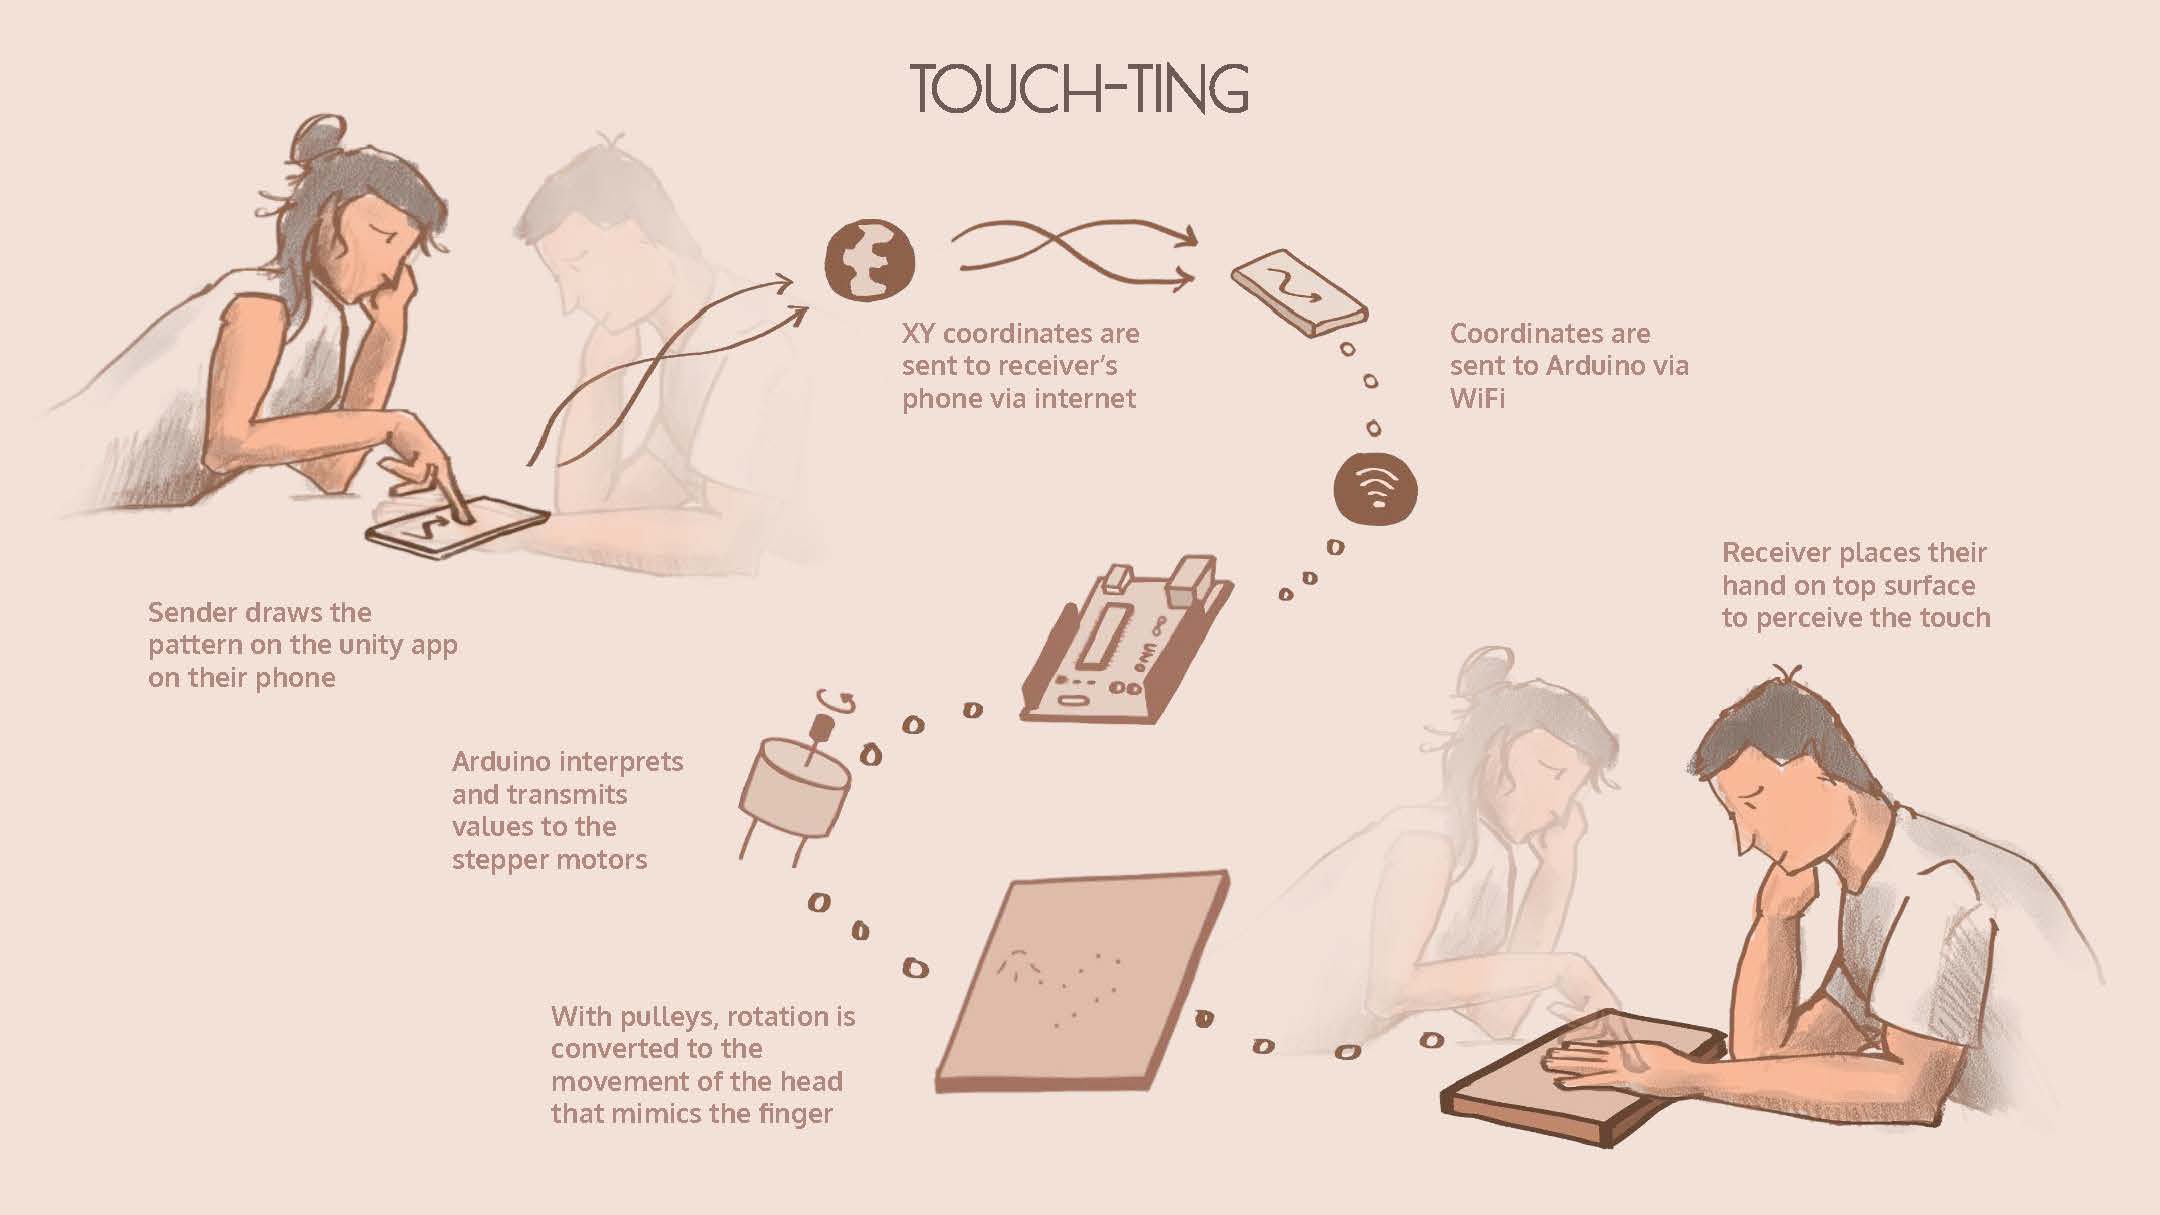 TOUCH-TING
XY coordinates are
sent to receiver's
phone via internet
Coordinates are
sent to Arduino via
WiFi
Sender draws the
pattern on the unity app
on their phone
UNO
Arduino interprets
and transmits
values to the
stepper motors
With pulleys, rotation is
converted to the
movement of the head
that mimics the finger
Receiver places their
hand on top surface
to perceive the touch